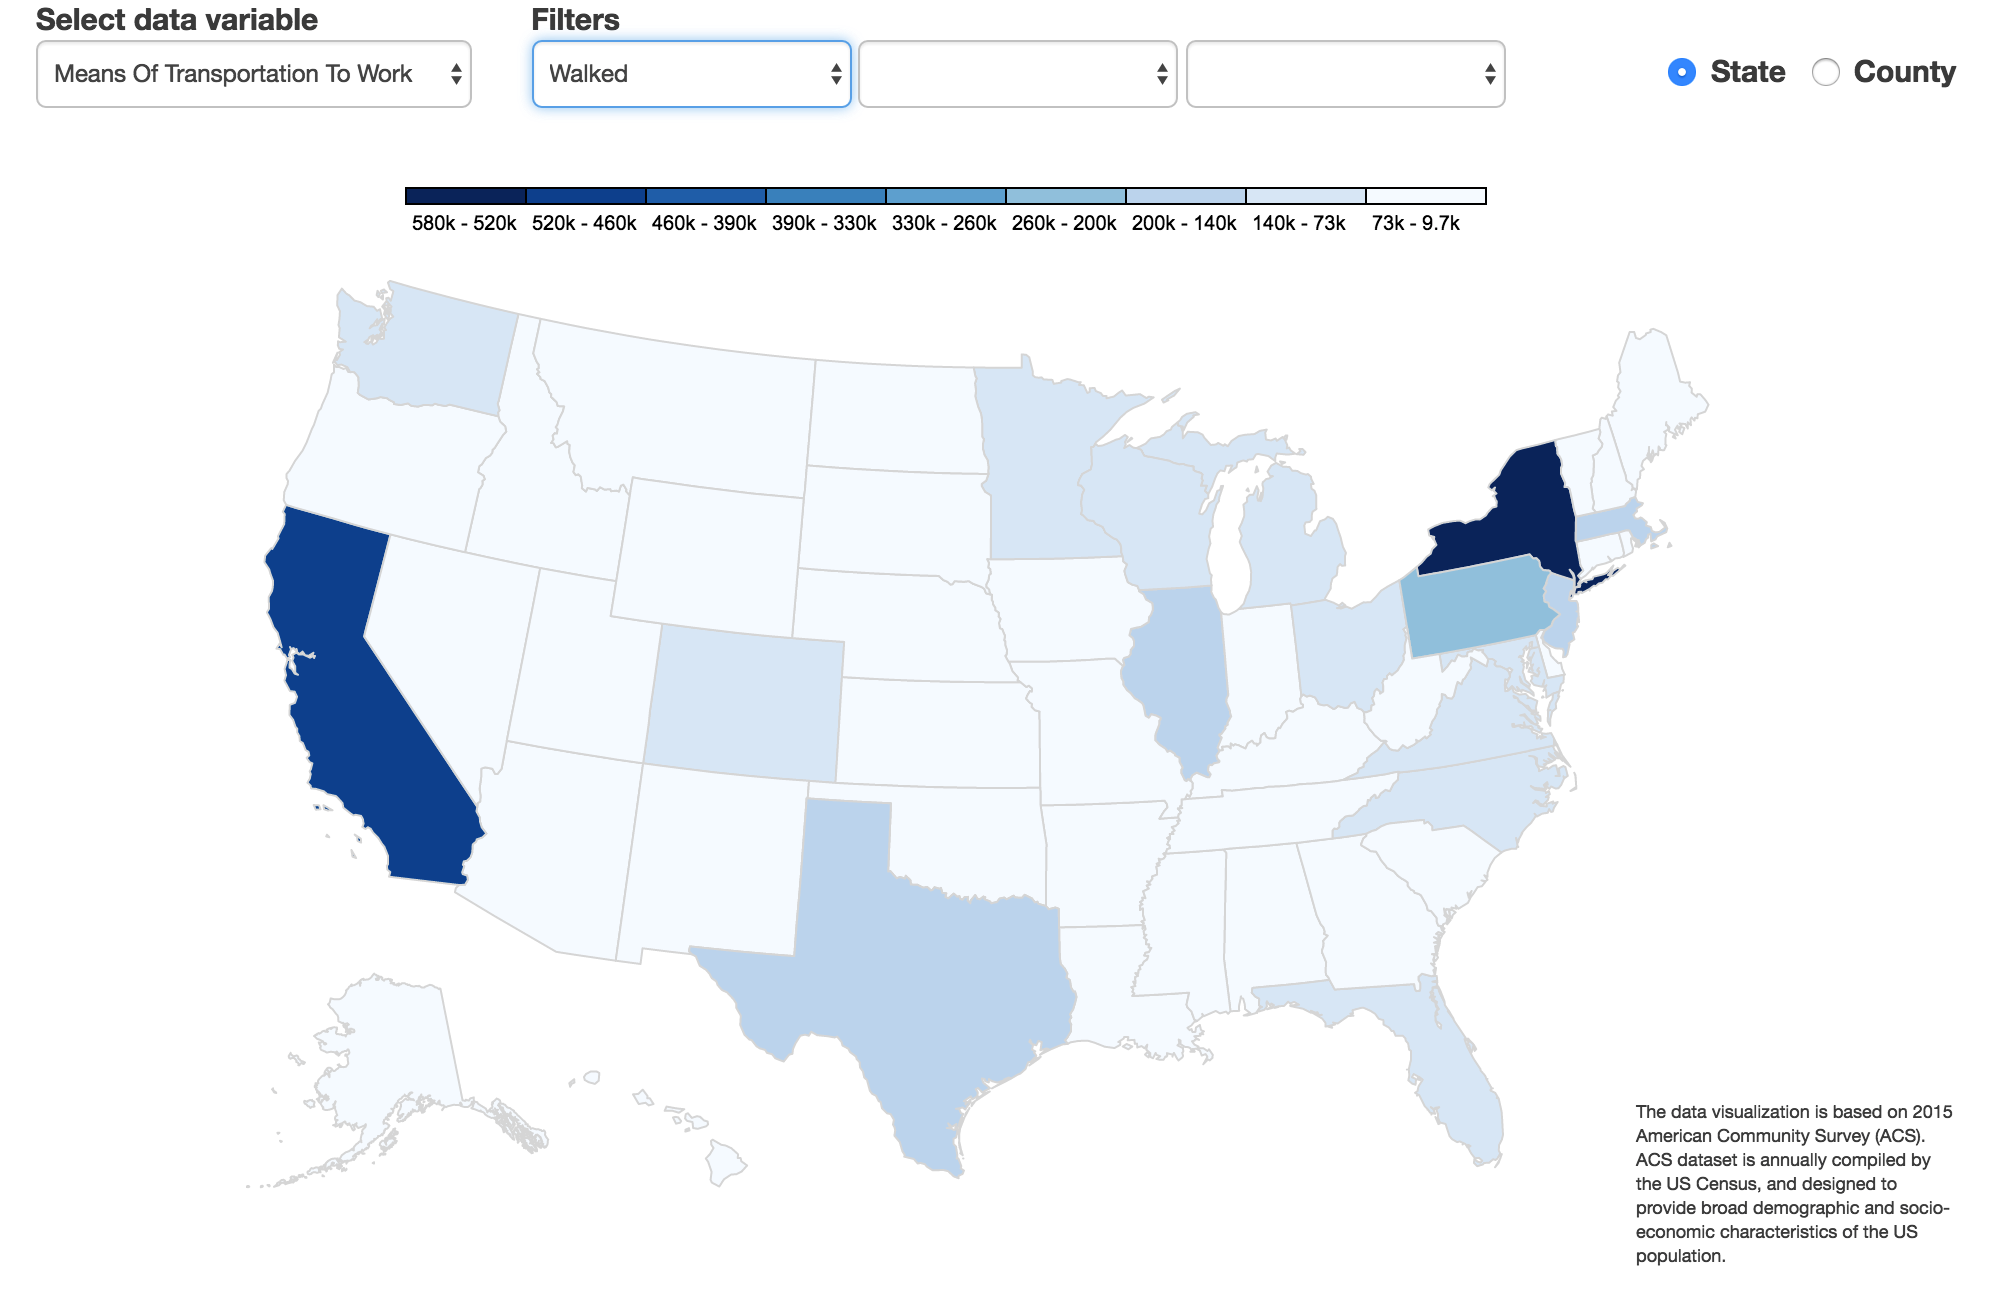 Select data variable
Filters
Means Of Transportation To Work
Walked
State
County
580k - 520k
520k - 460k
460k - 390k
390k - 330k
330k - 260k
260k - 200k
200k - 140k
140k - 73k
73k - 9.7k
The data visualization is based on 2015
American Community Survey (ACS).
ACS dataset is annually compiled by
the US Census, and designed to
provide broad demographic and socio-
economic characteristics of the US
population.